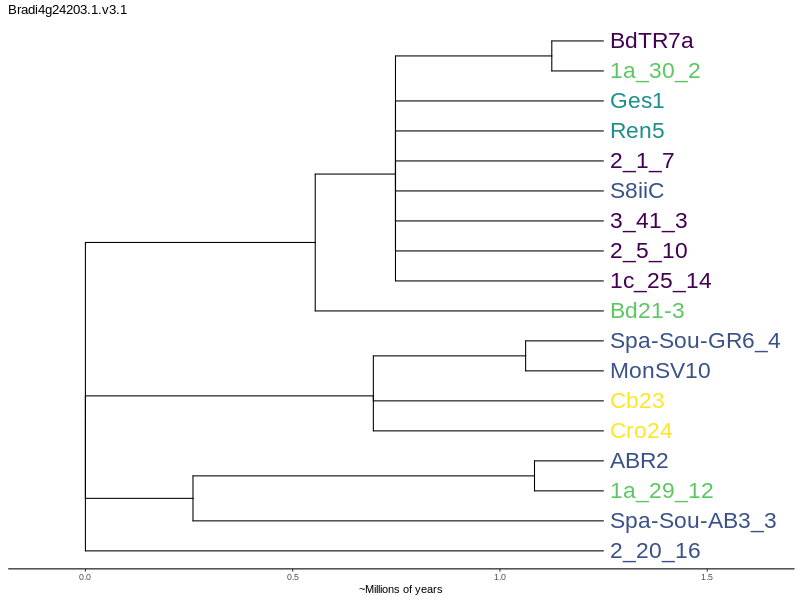 Bradi4g24203.1.v3.1
BdTR7a
1a_30_2
Ges1
Ren5
2_1_7
S8iiC
3_41_3
2_5_10
1c_25_14
Bd21-3
Spa-Sou-GR6_4
MonSV10
Cb23
Cro24
ABR2
1a_29_12
Spa-Sou-AB3_3
2_20_16
0.0 0.5 1.0 1.5
~Millions of years